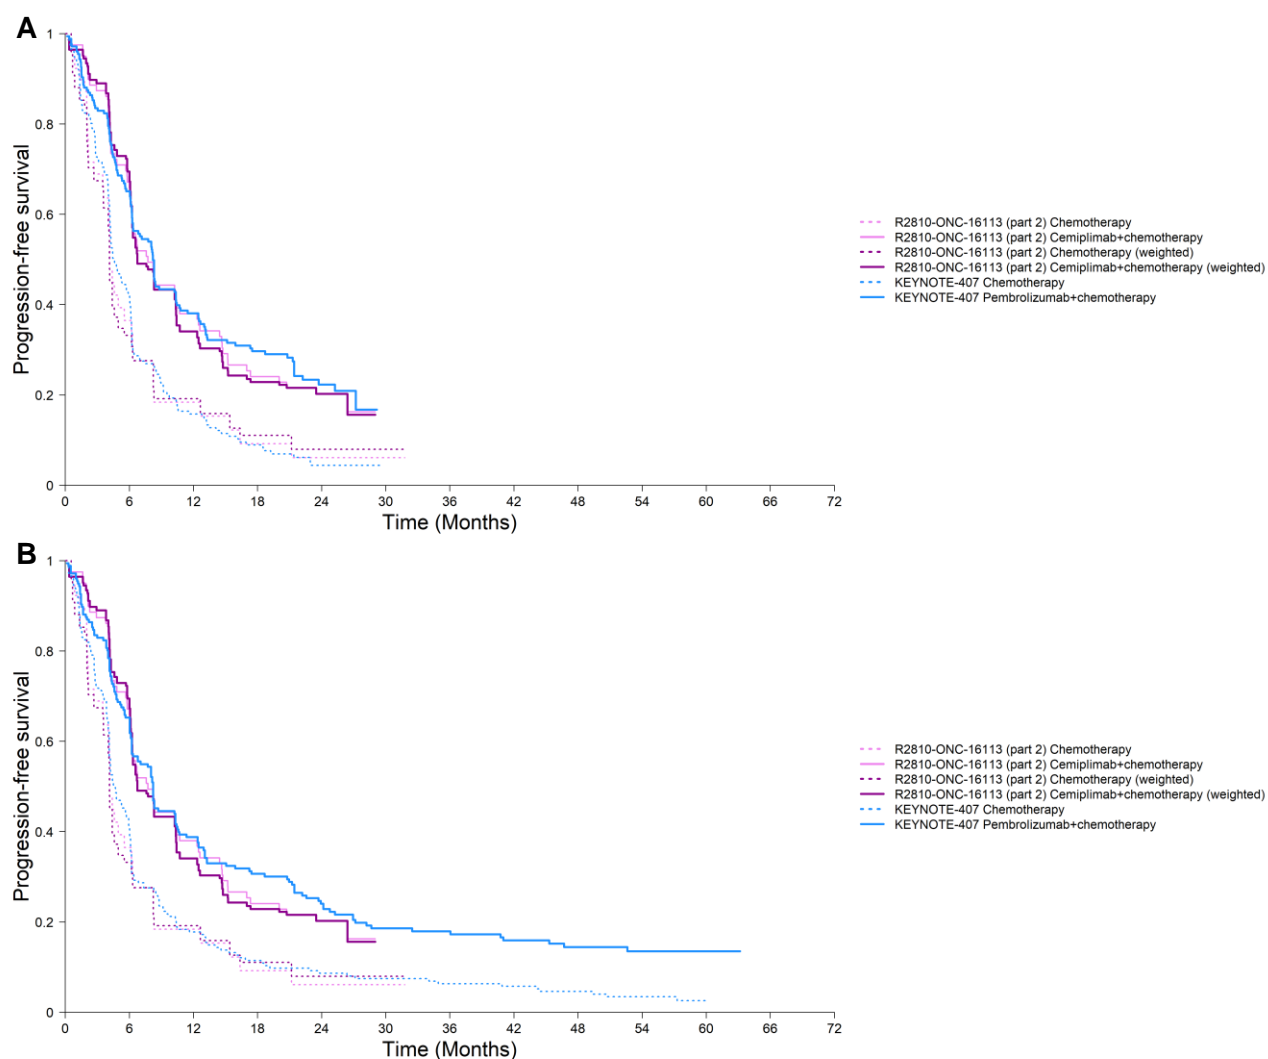 A
Progression-free survival
1
0.8
0.6
0.4
0.2
0
0 6 12 18 24 30 36 42 48 54 60 66 72
Time (Months)
R2810-ONC-16113 (part 2) Chemotherapy
R2810-ONC-16113 (part 2) Cemiplimab+chemotherapy
R2810-ONC-16113 (part 2) Chemotherapy (weighted)
R2810-ONC-16113 (part 2) Cemiplimab+chemotherapy (weighted)
KEYNOTE-407 Chemotherapy
KEYNOTE-407 Pembrolizumab+chemotherapy
B
Progression-free survival
1
0.8
0.6
0.4
0.2
0
0 6 12 18 24 30 36 42 48 54 60 66 72
Time (Months)
R2810-ONC-16113 (part 2) Chemotherapy
R2810-ONC-16113 (part 2) Cemiplimab+chemotherapy
R2810-ONC-16113 (part 2) Chemotherapy (weighted)
R2810-ONC-16113 (part 2) Cemiplimab+chemotherapy (weighted)
KEYNOTE-407 Chemotherapy
KEYNOTE-407 Pembrolizumab+chemotherapy